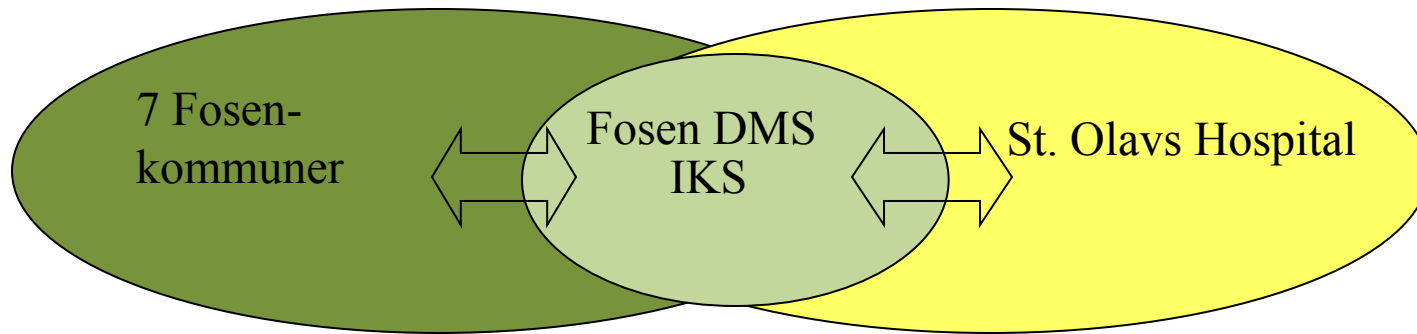 7 Fosen-
kommuner
Fosen DMS
IKS
St. Olavs Hospital